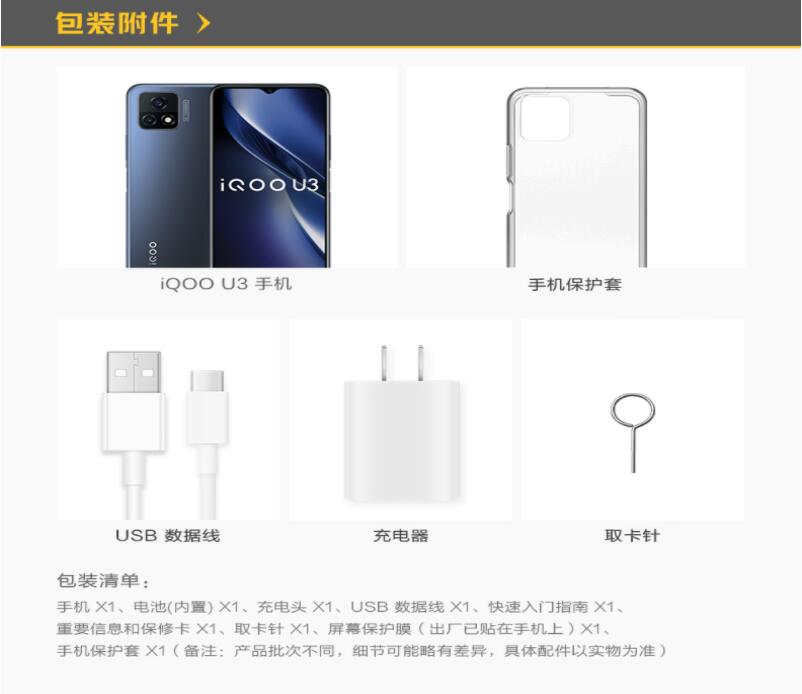 包装附件
iQOO U3
iQOO
iQOO U3 手机
手机保护套
USB 数据线
充电器
取卡针
包装清单：
手机 X1、电池(内置) X1、充电头 X1、USB 数据线 X1、快速入门指南 X1、
重要信息和保修卡 X1、取卡针 X1、屏幕保护膜（出厂已贴在手机上）X1、
手机保护套 X1（备注：产品批次不同，细节可能略有差异，具体配件以实物为准）